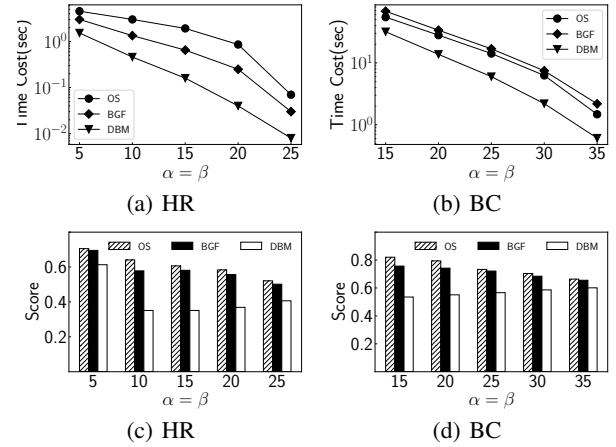 Time Cost(sec)
10^0
10^{-1}
10^{-2}
OS
BGF
DBM
5 10 15 20 25
α = β
(a) HR
Time Cost(sec)
10^1
10^0
OS
BGF
DBM
15 20 25 30 35
α = β
(b) BC
Score
0.6
0.4
0.2
OS BGF DBM
5 10 15 20 25
α = β
(c) HR
Score
0.8
0.6
0.4
0.2
OS BGF DBM
15 20 25 30 35
α = β
(d) BC